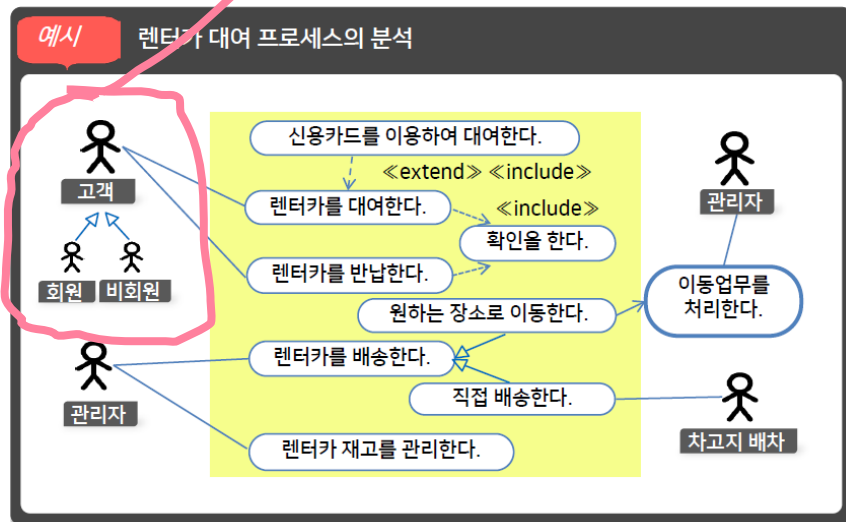 예시
렌터카 대여 프로세스의 분석
신용카드를 이용하여 대여한다.
≪extend≫ ≪include≫
고객
렌터카를 대여한다.
≪include≫
관리자
확인을 한다.
회원
비회원
렌터카를 반납한다.
이동업무를
처리한다.
원하는 장소로 이동한다.
렌터카를 배송한다.
관리자
직접 배송한다.
차고지 배차
렌터카 재고를 관리한다.